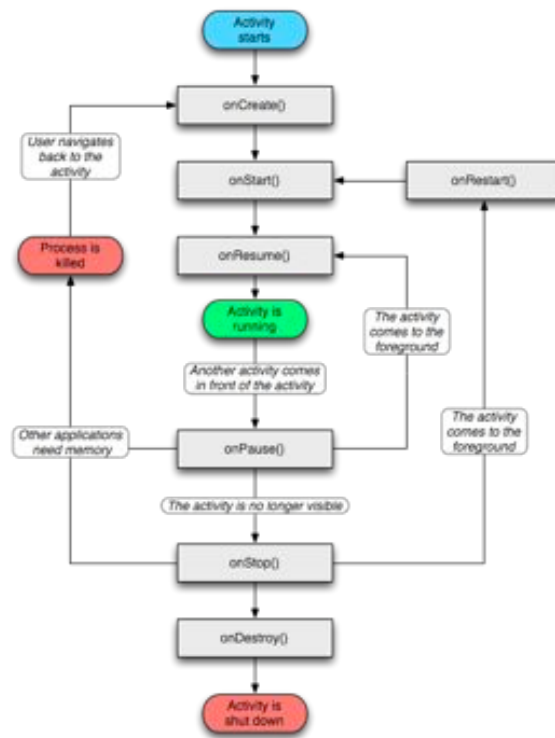 Activity
starts
onCreate()
User navigates
back to the
activity
onStart()
onRestart()
Process is
killed
onResume()
Activity is
running
The activity
comes to the
foreground
Another activity comes
in front of the activity
The activity
comes to the
foreground
Other applications
need memory
onPause()
The activity is no longer visible
onStop()
onDestroy()
Activity is
shut down